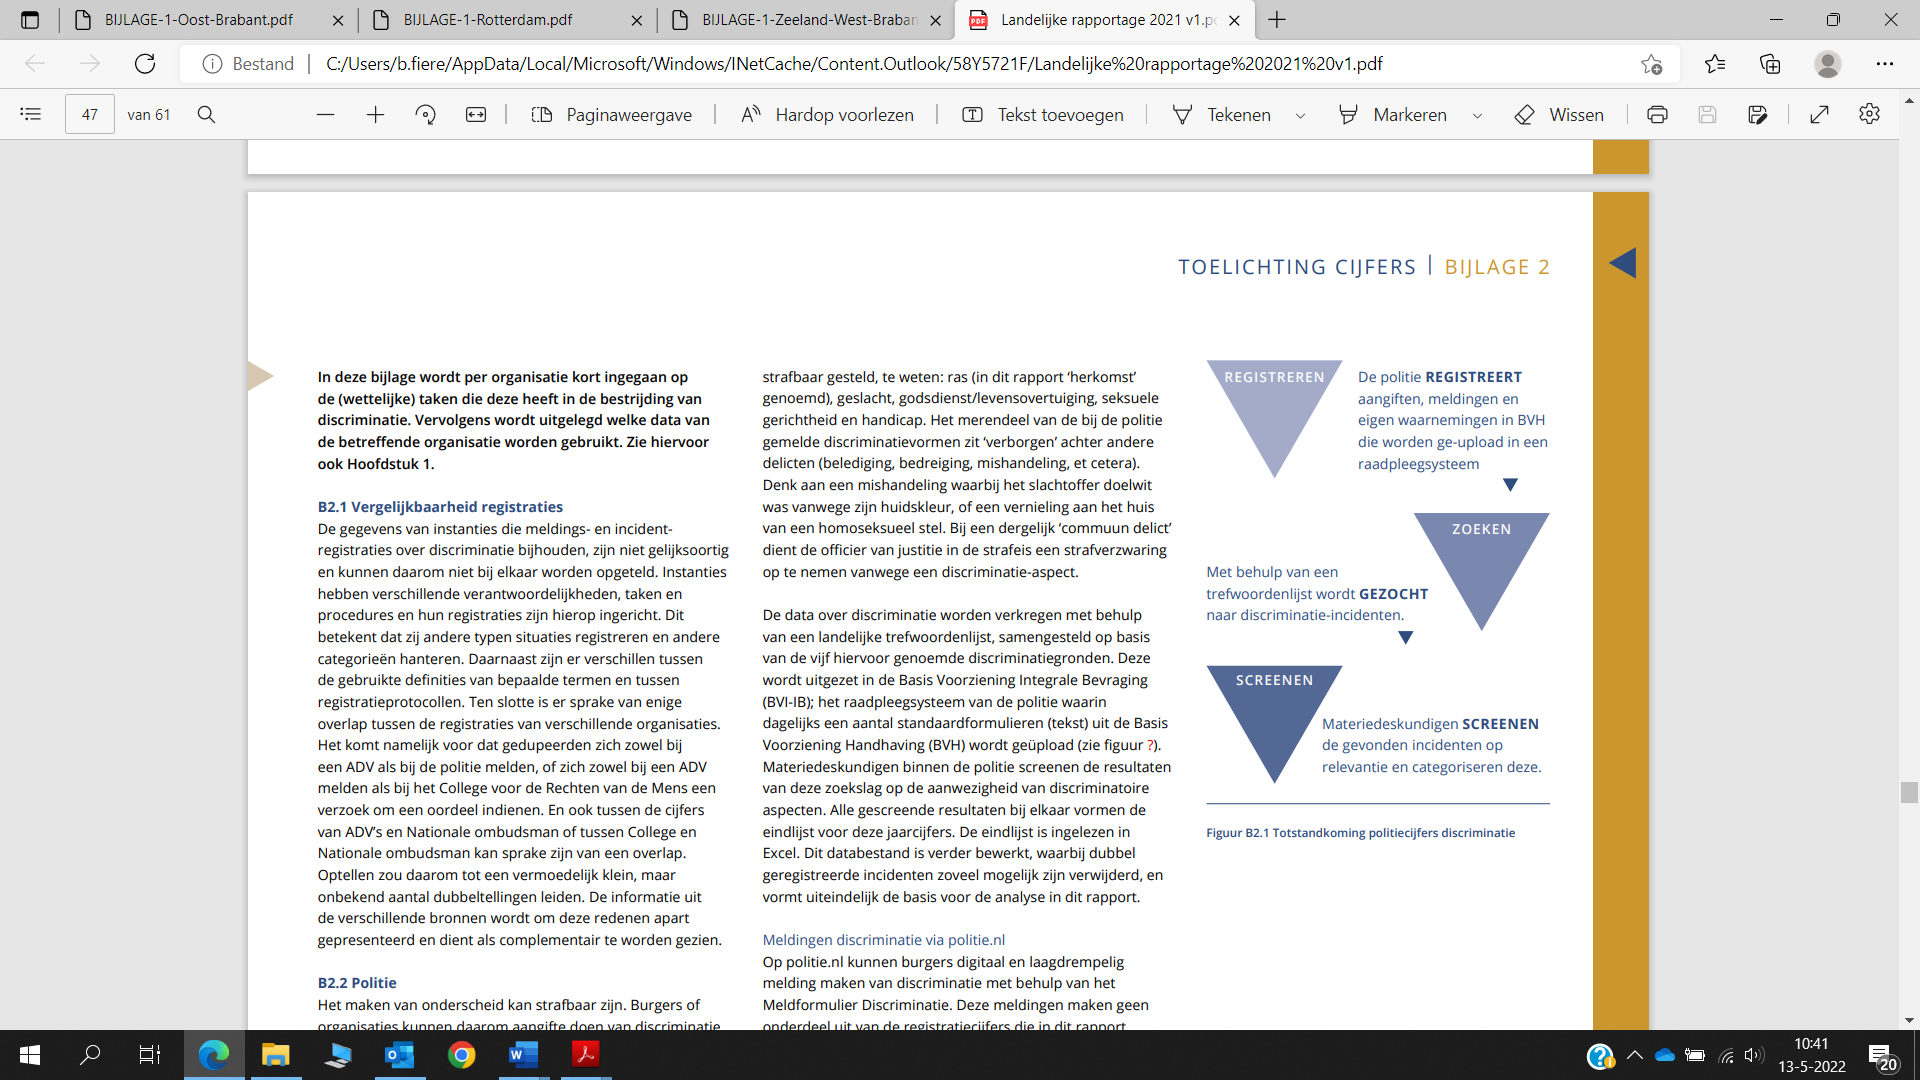 BIJLAGE-1-Oost-Brabant.pdf
BIJLAGE-1-Rotterdam.pdf
BIJLAGE-1-Zeeland-West-Braban
Landelijke rapportage 2021 v1.pd
Bestand
C:/Users/b.fiere/AppData/Local/Microsoft/Windows/INetCache/Content.Outlook/58Y5721F/Landelijke%20rapportage%202021%20v1.pdf
47 van 61
Paginaweergave
Hardop voorlezen
Tekst toevoegen
Tekenen
Markeren
Wissen
TOELICHTING CIJFERS | BIJLAGE 2
In deze bijlage wordt per organisatie kort ingegaan op
de (wettelijke) taken die deze heeft in de bestrijding van
discriminatie. Vervolgens wordt uitgelegd welke data van
de betreffende organisatie worden gebruikt. Zie hiervoor
ook Hoofdstuk 1.
B2.1 Vergelijkbaarheid registraties
De gegevens van instanties die meldings- en incident-
registraties over discriminatie bijhouden, zijn niet gelijksoortig
en kunnen daarom niet bij elkaar worden opgeteld. Instanties
hebben verschillende verantwoordelijkheden, taken en
procedures en hun registraties zijn hierop ingericht. Dit
betekent dat zij andere typen situaties registreren en andere
categorieën hanteren. Daarnaast zijn er verschillen tussen
de gebruikte definities van bepaalde termen en tussen
registratieprotocollen. Ten slotte is er sprake van enige
overlap tussen de registraties van verschillende organisaties.
Het komt namelijk voor dat gedupeerden zich zowel bij
een ADV als bij de politie melden, of zich zowel bij een ADV
melden als bij het College voor de Rechten van de Mens een
verzoek om een oordeel indienen. En ook tussen de cijfers
van ADV's en Nationale ombudsman of tussen College en
Nationale ombudsman kan sprake zijn van een overlap.
Optellen zou daarom tot een vermoedelijk klein, maar
onbekend aantal dubbeltellingen leiden. De informatie uit
de verschillende bronnen wordt om deze redenen apart
gepresenteerd en dient als complementair te worden gezien.
B2.2 Politie
Het maken van onderscheid kan strafbaar zijn. Burgers of
organisaties kunnen daarom aangifte doen van discriminatie
strafbaar gesteld, te weten: ras (in dit rapport ‘herkomst’
genoemd), geslacht, godsdienst/levensovertuiging, seksuele
gerichtheid en handicap. Het merendeel van de bij de politie
gemelde discriminatievormen zit ‘verborgen’ achter andere
delicten (belediging, bedreiging, mishandeling, et cetera).
Denk aan een mishandeling waarbij het slachtoffer doelwit
was vanwege zijn huidskleur, of een vernieling aan het huis
van een homoseksueel stel. Bij een dergelijk ‘commuun delict’
dient de officier van justitie in de strafeis een strafverzwaring
op te nemen vanwege een discriminatie-aspect.
De data over discriminatie worden verkregen met behulp
van een landelijke trefwoordenlijst, samengesteld op basis
van de vijf hiervoor genoemde discriminatiegronden. Deze
wordt uitgezet in de Basis Voorziening Integrale Bevraging
(BVI-IB); het raadpleegsysteem van de politie waarin
dagelijks een aantal standaardformulieren (tekst) uit de Basis
Voorziening Handhaving (BVH) wordt geüpload (zie figuur ?).
Materiedeskundigen binnen de politie screenen de resultaten
van deze zoekslag op de aanwezigheid van discriminatoire
aspecten. Alle gescreende resultaten bij elkaar vormen de
eindlijst voor deze jaarcijfers. De eindlijst is ingelezen in
Excel. Dit databestand is verder bewerkt, waarbij dubbel
geregistreerde incidenten zoveel mogelijk zijn verwijderd, en
vormt uiteindelijk de basis voor de analyse in dit rapport.
Meldingen discriminatie via politie.nl
Op politie.nl kunnen burgers digitaal en laagdrempelig
melding maken van discriminatie met behulp van het
Meldformulier Discriminatie. Deze meldingen maken geen
onderdeel uit van de registratiecijfers die in dit rapport
REGISTREREN
De politie REGISTREERT
aangiften, meldingen en
eigen waarnemingen in BVH
die worden ge-upload in een
raadpleegsysteem
ZOEKEN
Met behulp van een
trefwoordenlijst wordt GEZOCHT
naar discriminatie-incidenten.
SCREENEN
Materiedeskundigen SCREENEN
de gevonden incidenten op
relevantie en categoriseren deze.
Figuur B2.1 Totstandkoming politiecijfers discriminatie
10:41
13-5-2022
20